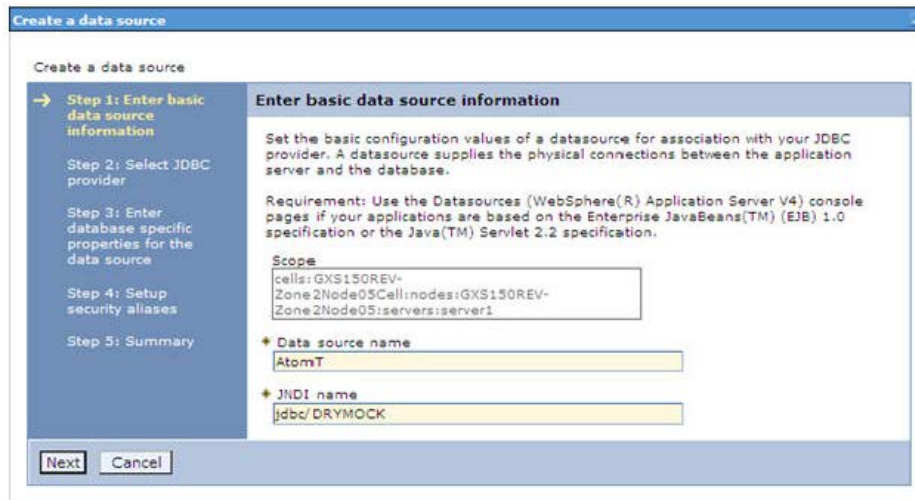 Create a data source
Create a data source
Step 1: Enter basic
data source
information
Step 2: Select JDBC
provider
Step 3: Enter
database specific
properties for the
data source
Step 4: Setup
security aliases
Step 5: Summary
Enter basic data source information
Set the basic configuration values of a datasource for association with your JDBC
provider. A datasource supplies the physical connections between the application
server and the database.
Requirement: Use the Datasources (WebSphere(R) Application Server V4) console
pages if your applications are based on the Enterprise JavaBeans(TM) (EJB) 1.0
specification or the Java(TM) Servlet 2.2 specification.
Scope
cells:GXS150REV-
Zone2Node05Cell:nodes:GXS150REV-
Zone2Node05:servers:server1
Data source name
AtomT
JNDI name
jdbc/DRYMOCK
Next Cancel